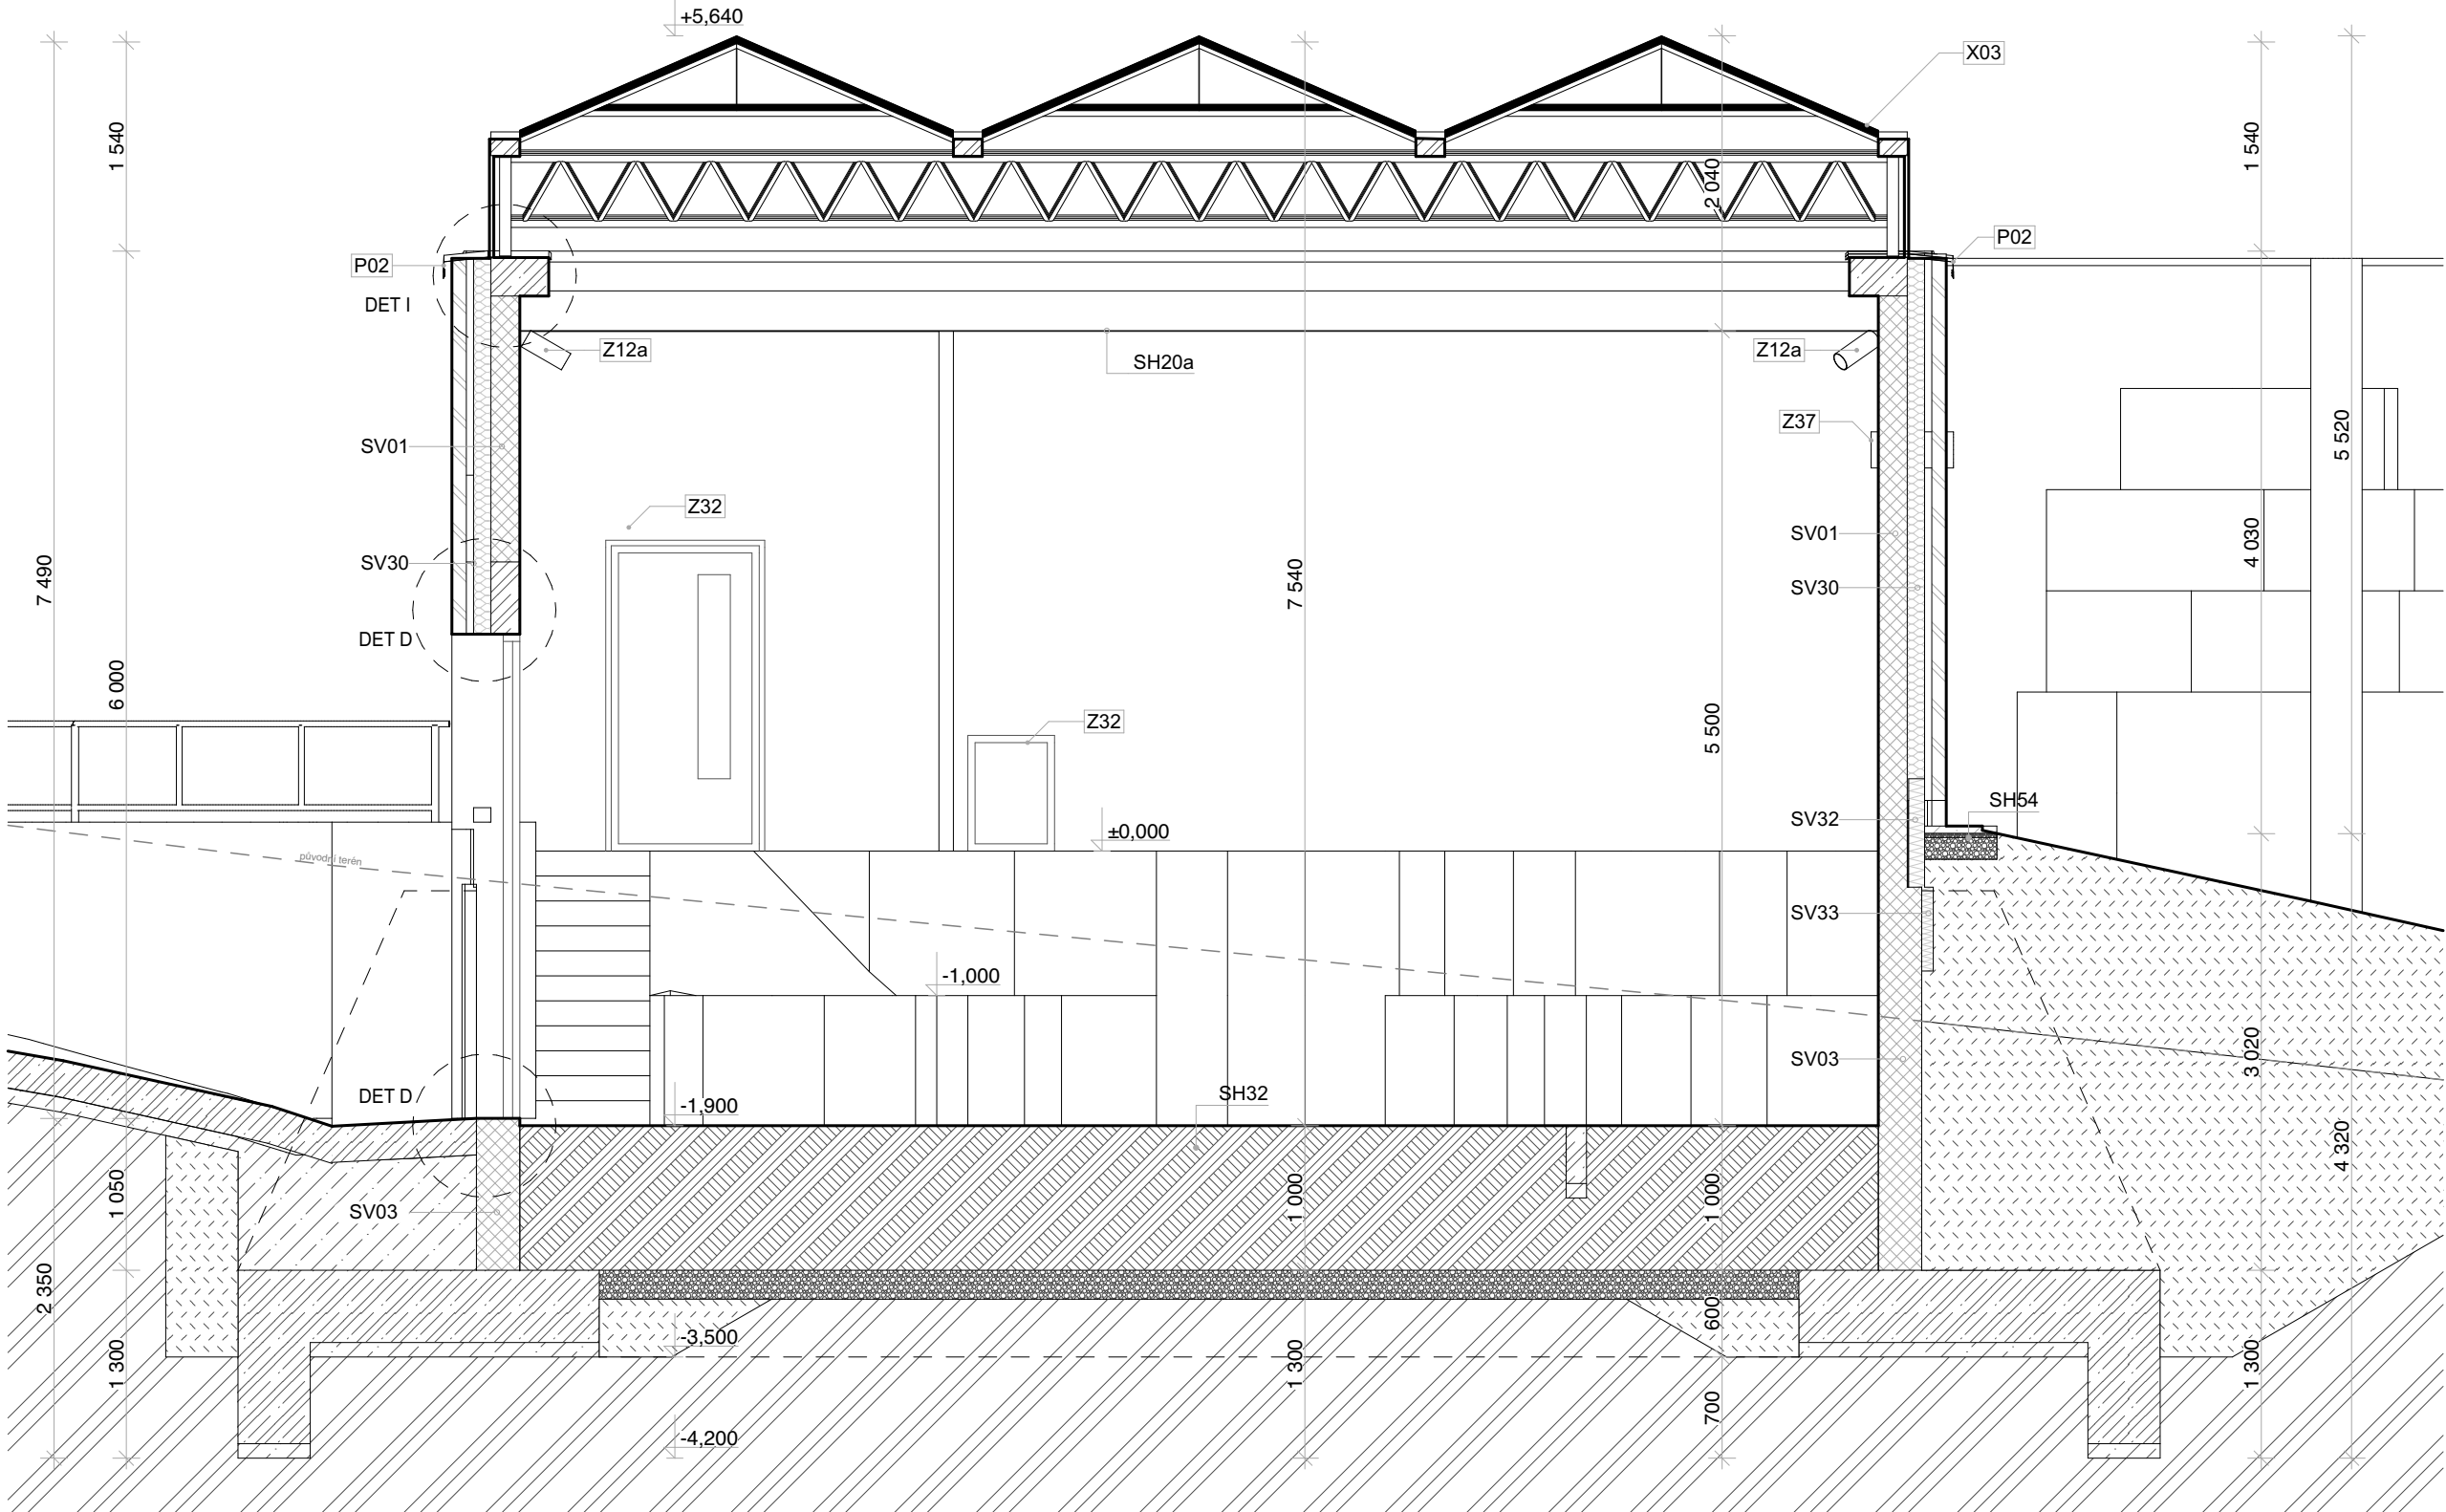 +5,640
X03
1 540
1 540
2 040
P02
P02
DET I
Z12a
Z12a
SH20a
Z37
SV01
5 520
Z32
SV01
4 030
SV30
7 490
7 540
SV30
DET D
6 000
Z32
5 500
SH54
SV32
±0,000
původní terén
SV33
-1,000
3 020
SV03
DET D
-1,900
SH32
4 320
1 050
1 000
1 000
SV03
2 350
600
-3,500
1 300
1 300
1 300
700
-4,200